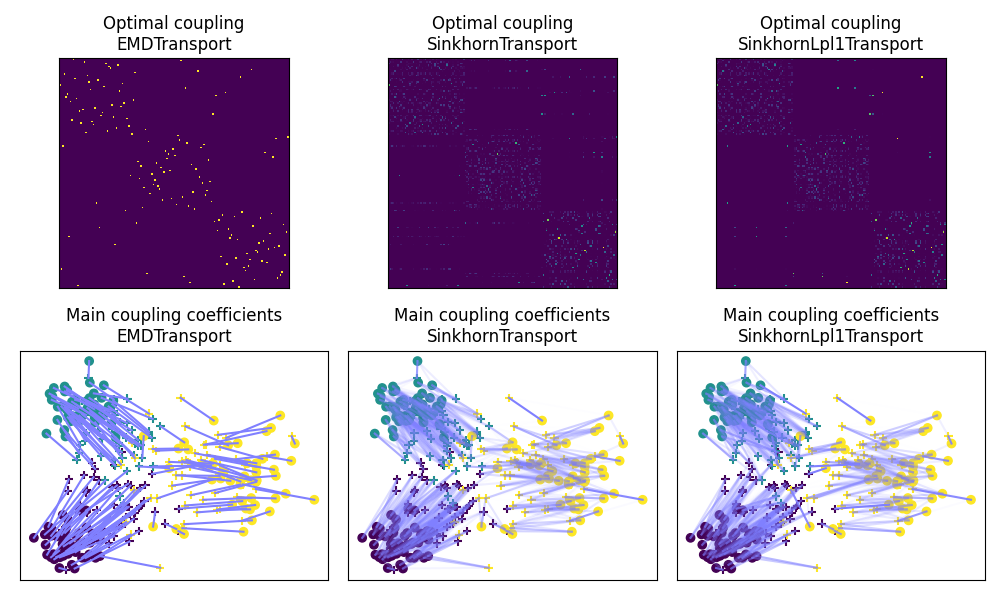 Optimal coupling
EMDTransport
Optimal coupling
SinkhornTransport
Optimal coupling
SinkhornLpl1Transport
Main coupling coefficients
EMDTransport
Main coupling coefficients
SinkhornTransport
Main coupling coefficients
SinkhornLpl1Transport